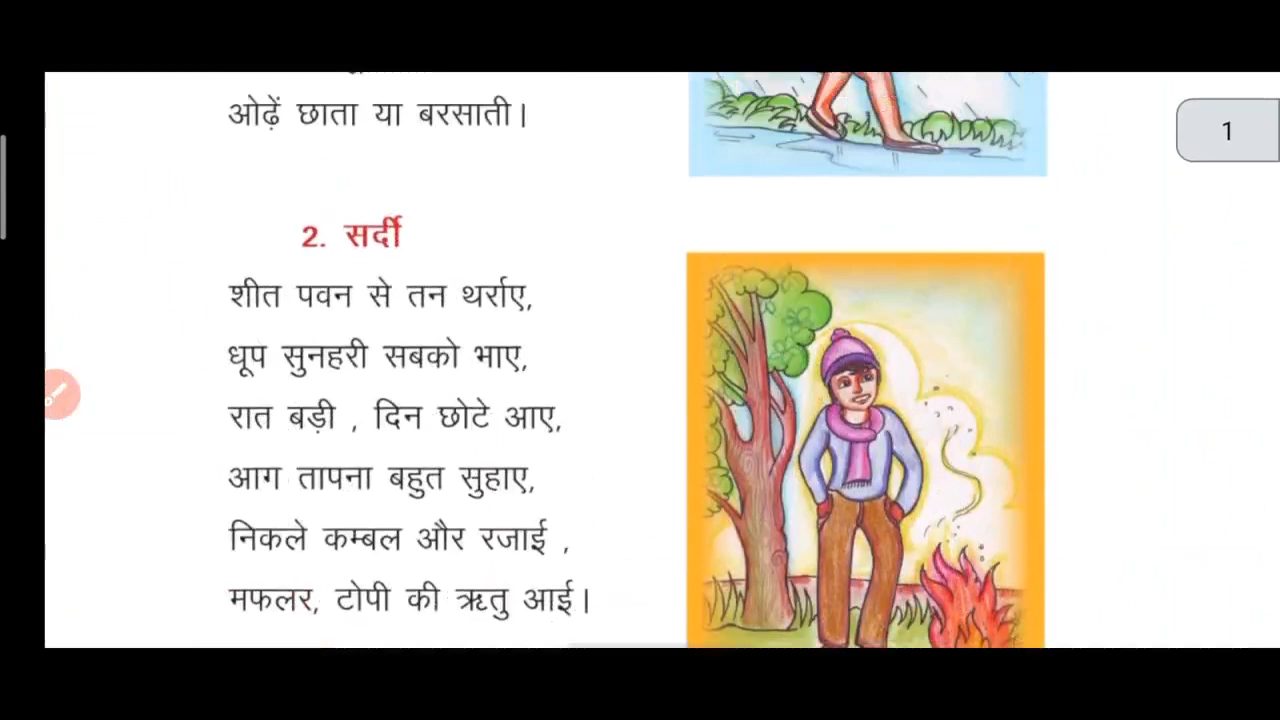 ओढ़ें छाता या बरसाती।
1
2. सर्दी
शीत पवन से तन थर्राए,
धूप सुनहरी सबको भाए,
रात बड़ी , दिन छोटे आए,
आग तापना बहुत सुहाए,
निकले कम्बल और रजाई ,
मफलर, टोपी की ऋतु आई।